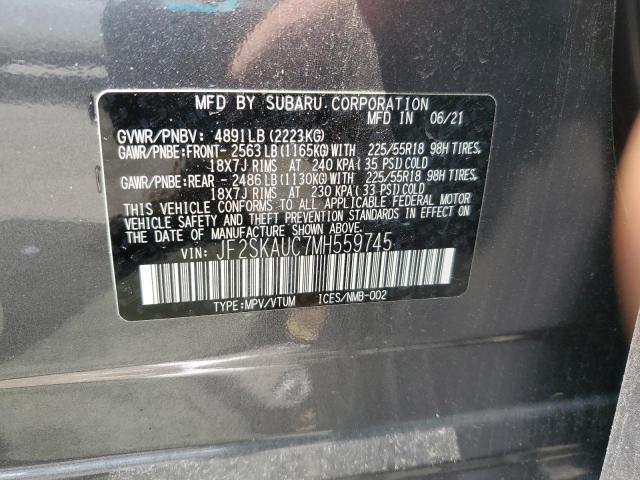 MFD BY SUBARU CORPORATION
MFD IN 06/21
GVWR/PNBV: 4891LB (2223KG)
GAWR/PNBE:FRONT- 2563LB(1165KG)WITH 225/55R18 98H TIRES,
18X7J RIMS AT 240 KPA(35 PSI)COLD
GAWR/PNBE:REAR - 2486LB(1130KG)WITH 225/55R18 98H TIRES,
18X7J RIMS AT 230 KPA(33 PSI)COLD
THIS VEHICLE CONFORMS TO ALL APPLICABLE FEDERAL MOTOR
VEHICLE SAFETY AND THEFT PREVENTION STANDARDS IN EFFECT ON
THE DATE OF MANUFACTURE SHOWN ABOVE.
VIN: JF2SKAUC7MH559745
TYPE:MPV/VTUM ICES/NMB-002